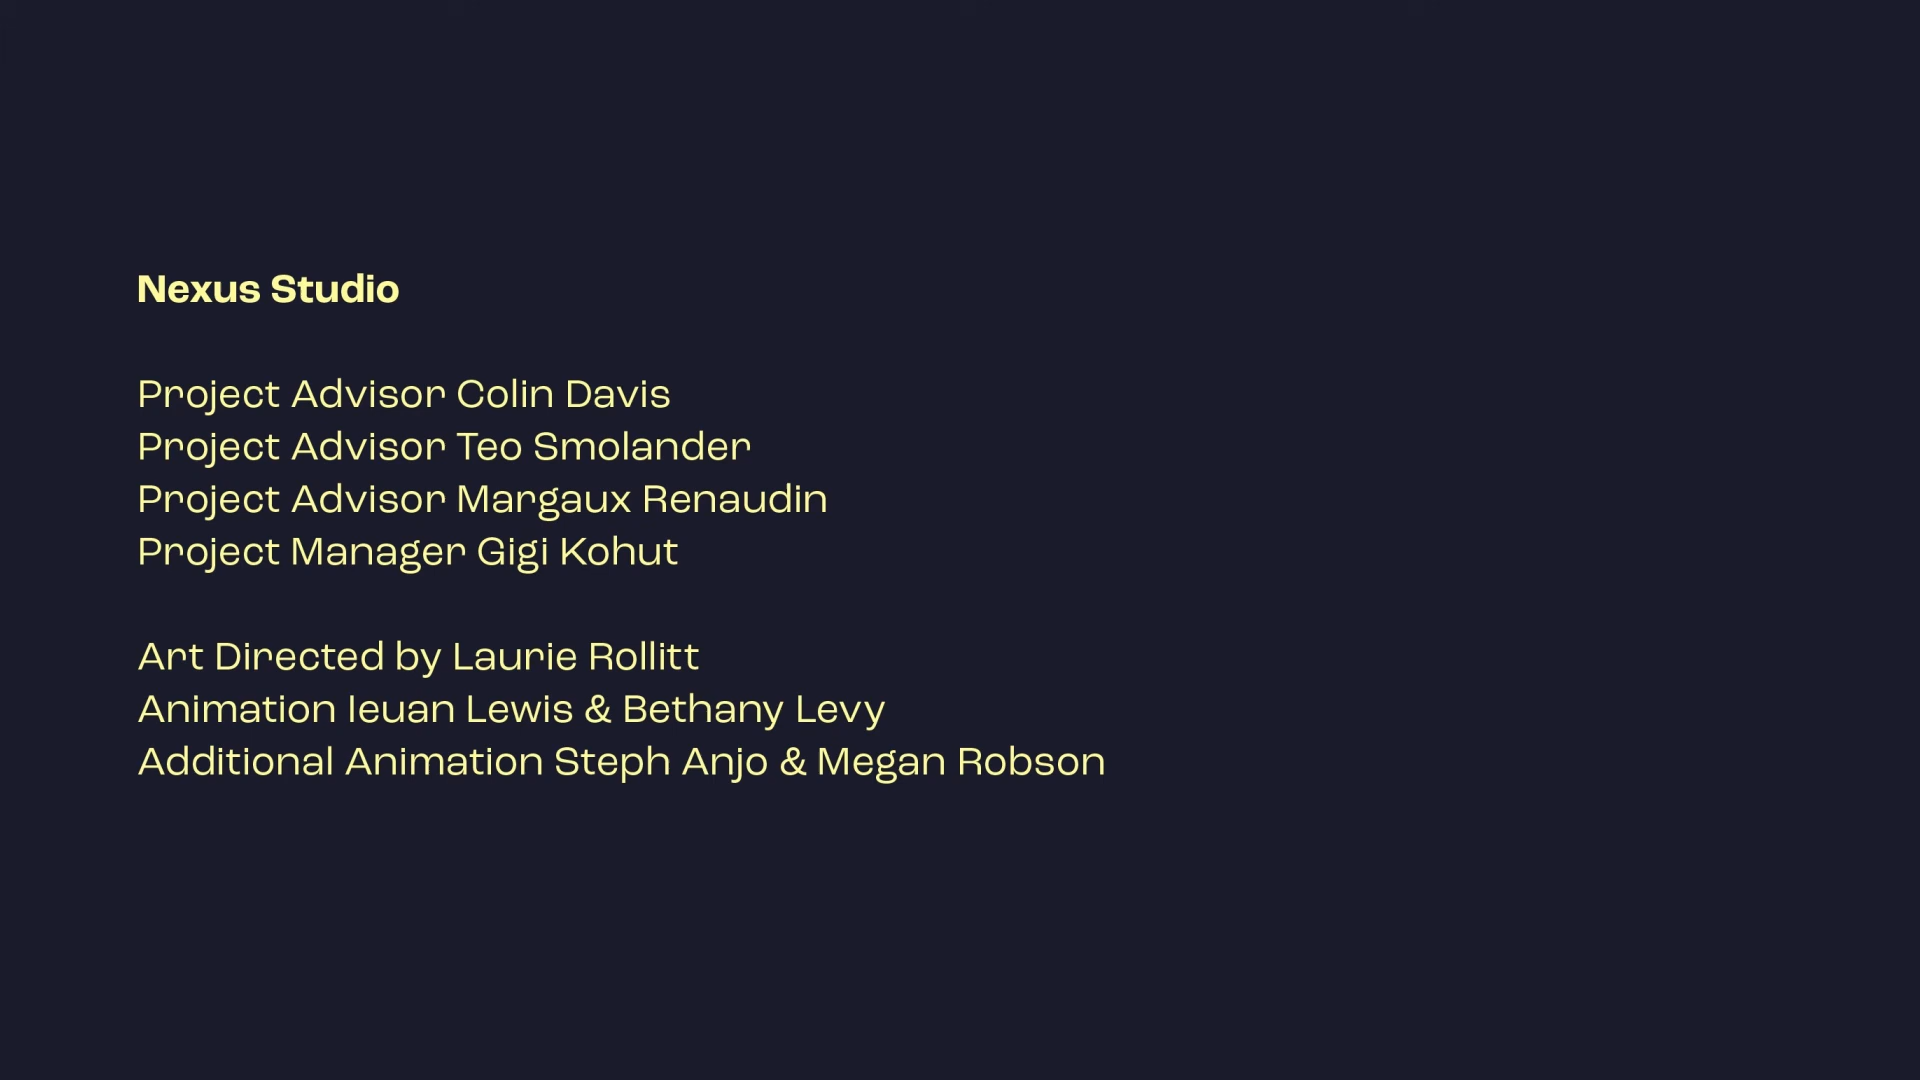 Nexus Studio
Project Advisor Colin Davis
Project Advisor Teo Smolander
Project Advisor Margaux Renaudin
Project Manager Gigi Kohut
Art Directed by Laurie Rollitt
Animation Ieuan Lewis & Bethany Levy
Additional Animation Steph Anjo & Megan Robson